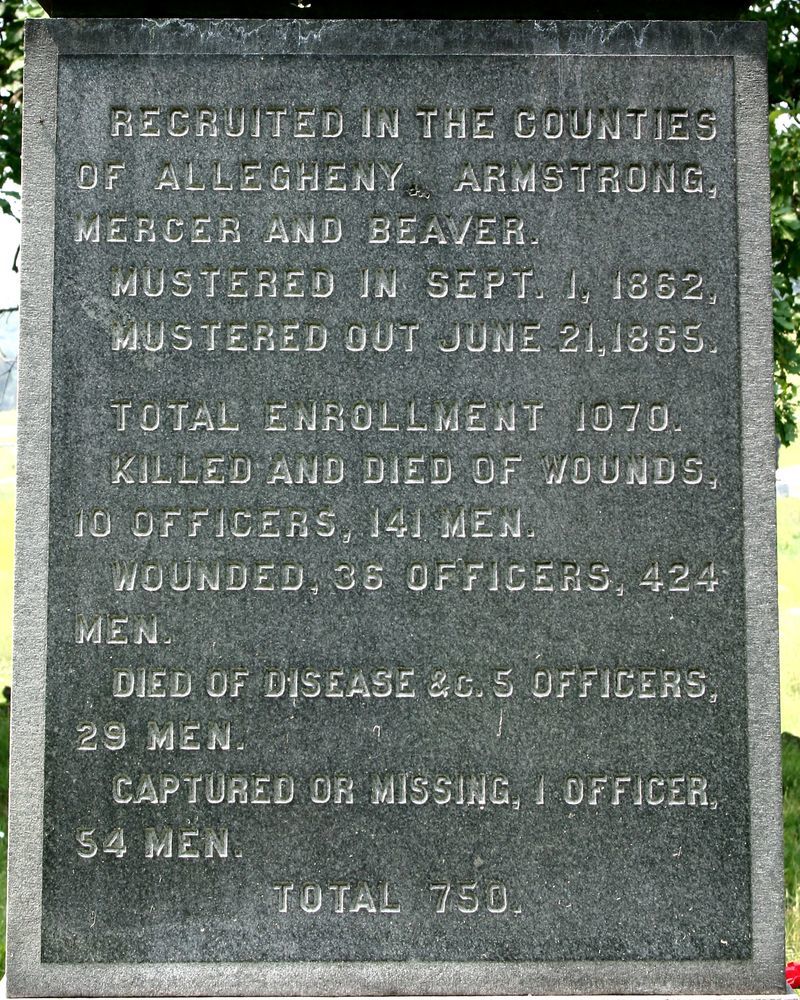 RECRUITED IN THE COUNTIES
OF ALLEGHENY, ARMSTRONG,
MERCER AND BEAVER.
MUSTERED IN SEPT. 1, 1862,
MUSTERED OUT JUNE 21, 1865.
TOTAL ENROLLMENT 1070.
KILLED AND DIED OF WOUNDS,
10 OFFICERS, 141 MEN.
WOUNDED, 36 OFFICERS, 424
MEN.
DIED OF DISEASE &c. 5 OFFICERS,
29 MEN.
CAPTURED OR MISSING, 1 OFFICER,
54 MEN.
TOTAL 750.